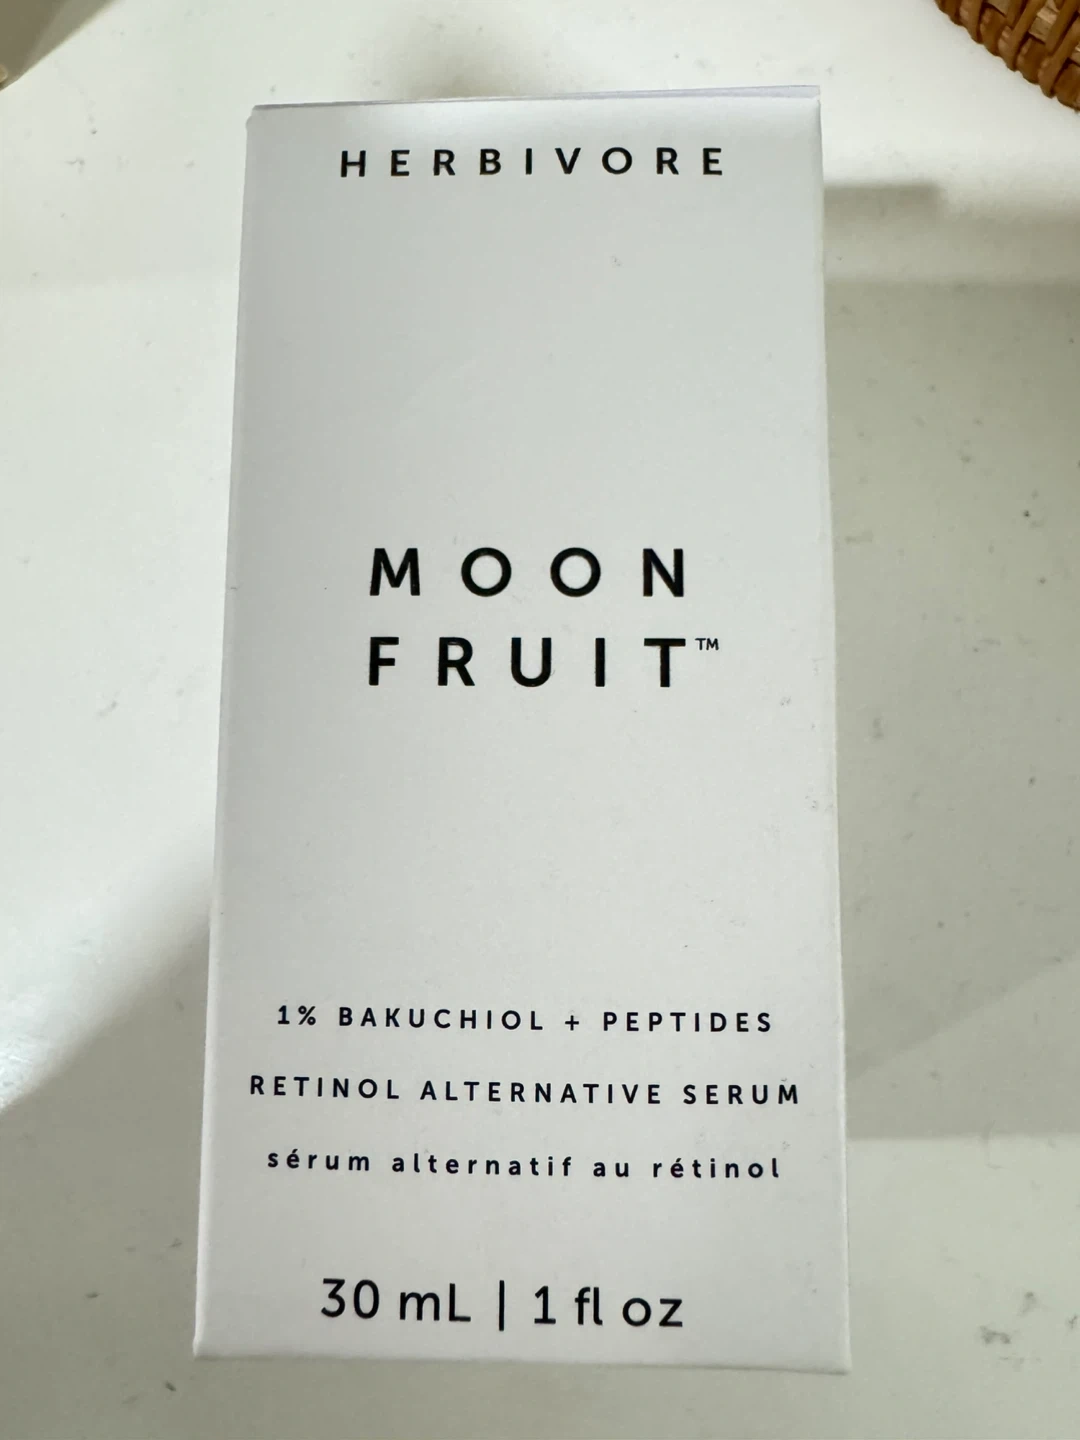 HERBIVORE
MOON
FRUIT™
1% BAKUCHIOL + PEPTIDES
RETINOL ALTERNATIVE SERUM
sérum alternatif au rétinol
30 mL | 1 fl oz